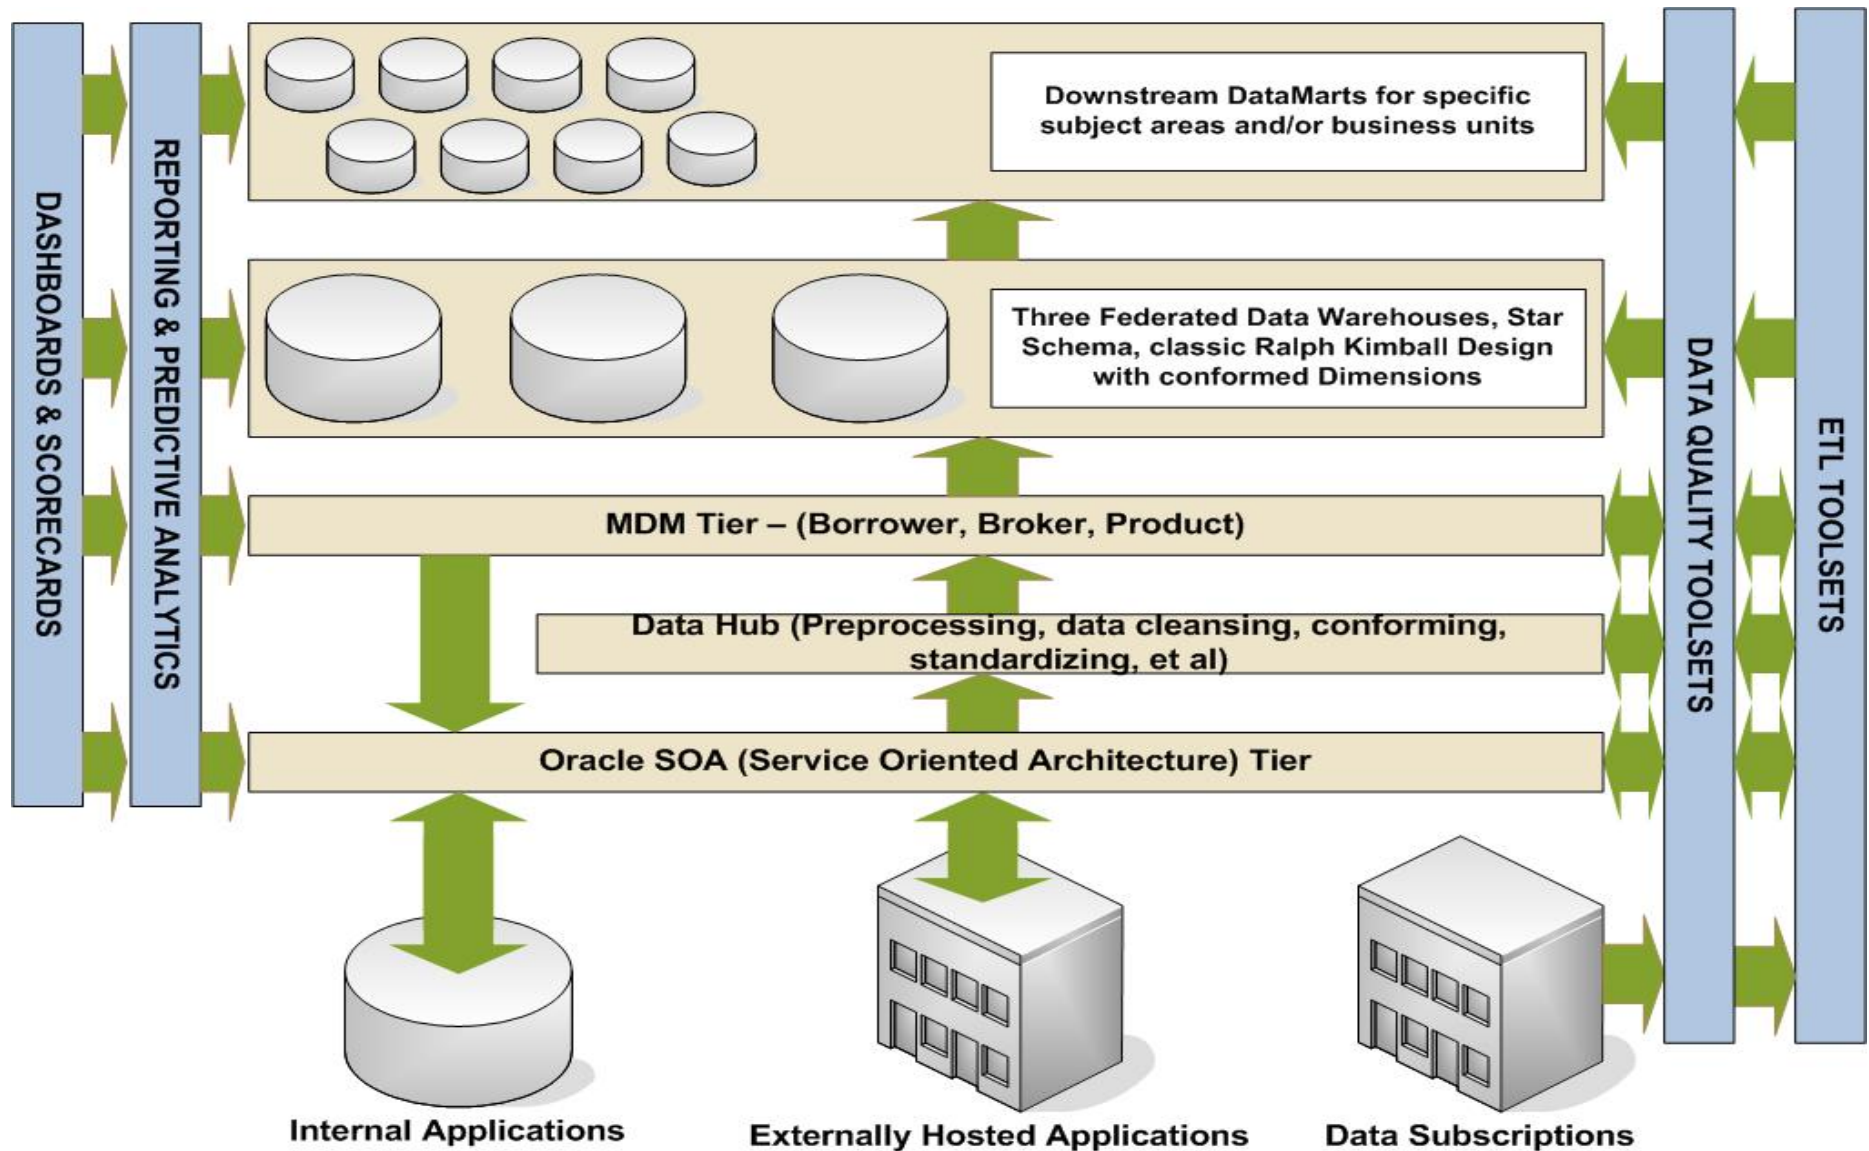 DASHBOARDS & SCORECARDS
REPORTING & PREDICTIVE ANALYTICS
Downstream DataMarts for specific
subject areas and/or business units
Three Federated Data Warehouses, Star
Schema, classic Ralph Kimball Design
with conformed Dimensions
MDM Tier – (Borrower, Broker, Product)
Data Hub (Preprocessing, data cleansing, conforming,
standardizing, et al)
Oracle SOA (Service Oriented Architecture) Tier
DATA QUALITY TOOLSETS
ETL TOOLSETS
Internal Applications
Externally Hosted Applications
Data Subscriptions